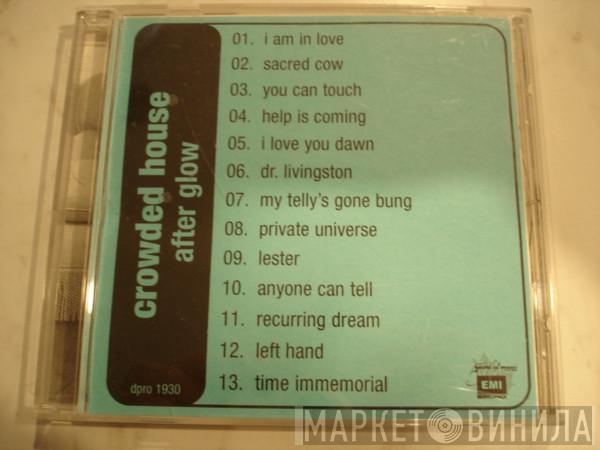 crowded house
after glow
dpro 1930
01. i am in love
02. sacred cow
03. you can touch
04. help is coming
05. i love you dawn
06. dr. livingston
07. my telly's gone bung
08. private universe
09. lester
10. anyone can tell
11. recurring dream
12. left hand
13. time immemorial
EMI
МАРКЕТ ВИНИЛА